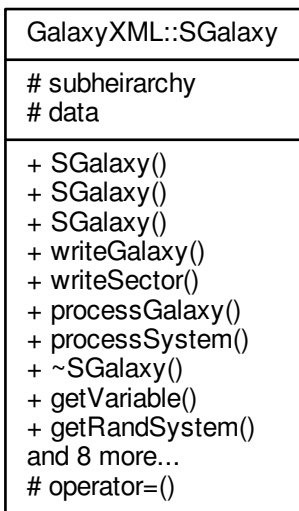 GalaxyXML::SGalaxy
# subheirarchy
# data
+ SGalaxy()
+ SGalaxy()
+ SGalaxy()
+ writeGalaxy()
+ writeSector()
+ processGalaxy()
+ processSystem()
+ ~SGalaxy()
+ getVariable()
+ getRandSystem()
and 8 more...
# operator=()